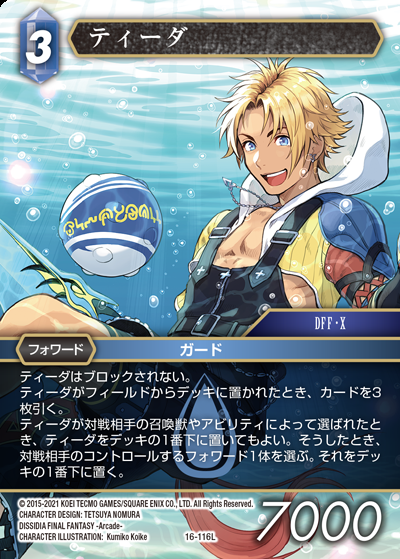 3
ティーダ
DFF・X
フォワード
ガード
ティーダはブロックされない。
ティーダがフィールドからデッキに置かれたとき、カードを3
枚引く。
ティーダが対戦相手の召喚獣やアビリティによって選ばれたと
き、ティーダをデッキの1番下に置いてもよい。そうしたとき、
対戦相手のコントロールするフォワード1体を選ぶ。それをデッ
キの1番下に置く。
© 2015-2021 KOEI TECMO GAMES/SQUARE ENIX CO., LTD. All Rights Reserved.
CHARACTER DESIGN: TETSUYA NOMURA
DISSIDIA FINAL FANTASY -Arcade-
CHARACTER ILLUSTRATION: Kumiko Koike
16-116L
7000